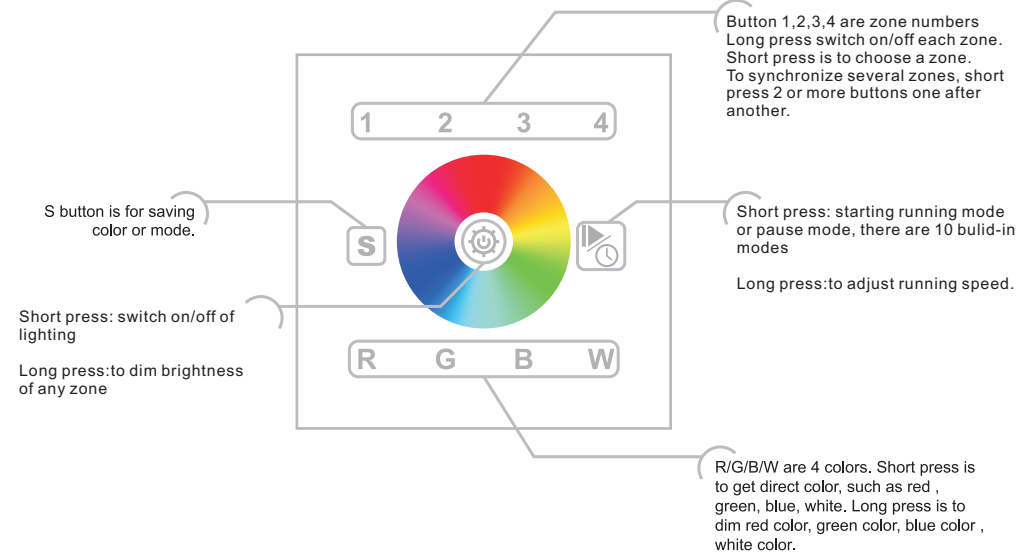 Button 1,2,3,4 are zone numbers
Long press switch on/off each zone.
Short press is to choose a zone.
To synchronize several zones, short
press 2 or more buttons one after
another.
1 2 3 4
S button is for saving
color or mode.
S
Short press: starting running mode
or pause mode, there are 10 bulid-in
modes
Long press:to adjust running speed.
Short press: switch on/off of
lighting
Long press:to dim brightness
of any zone
R G B W
R/G/B/W are 4 colors. Short press is
to get direct color, such as red ,
green, blue, white. Long press is to
dim red color, green color, blue color ,
white color.